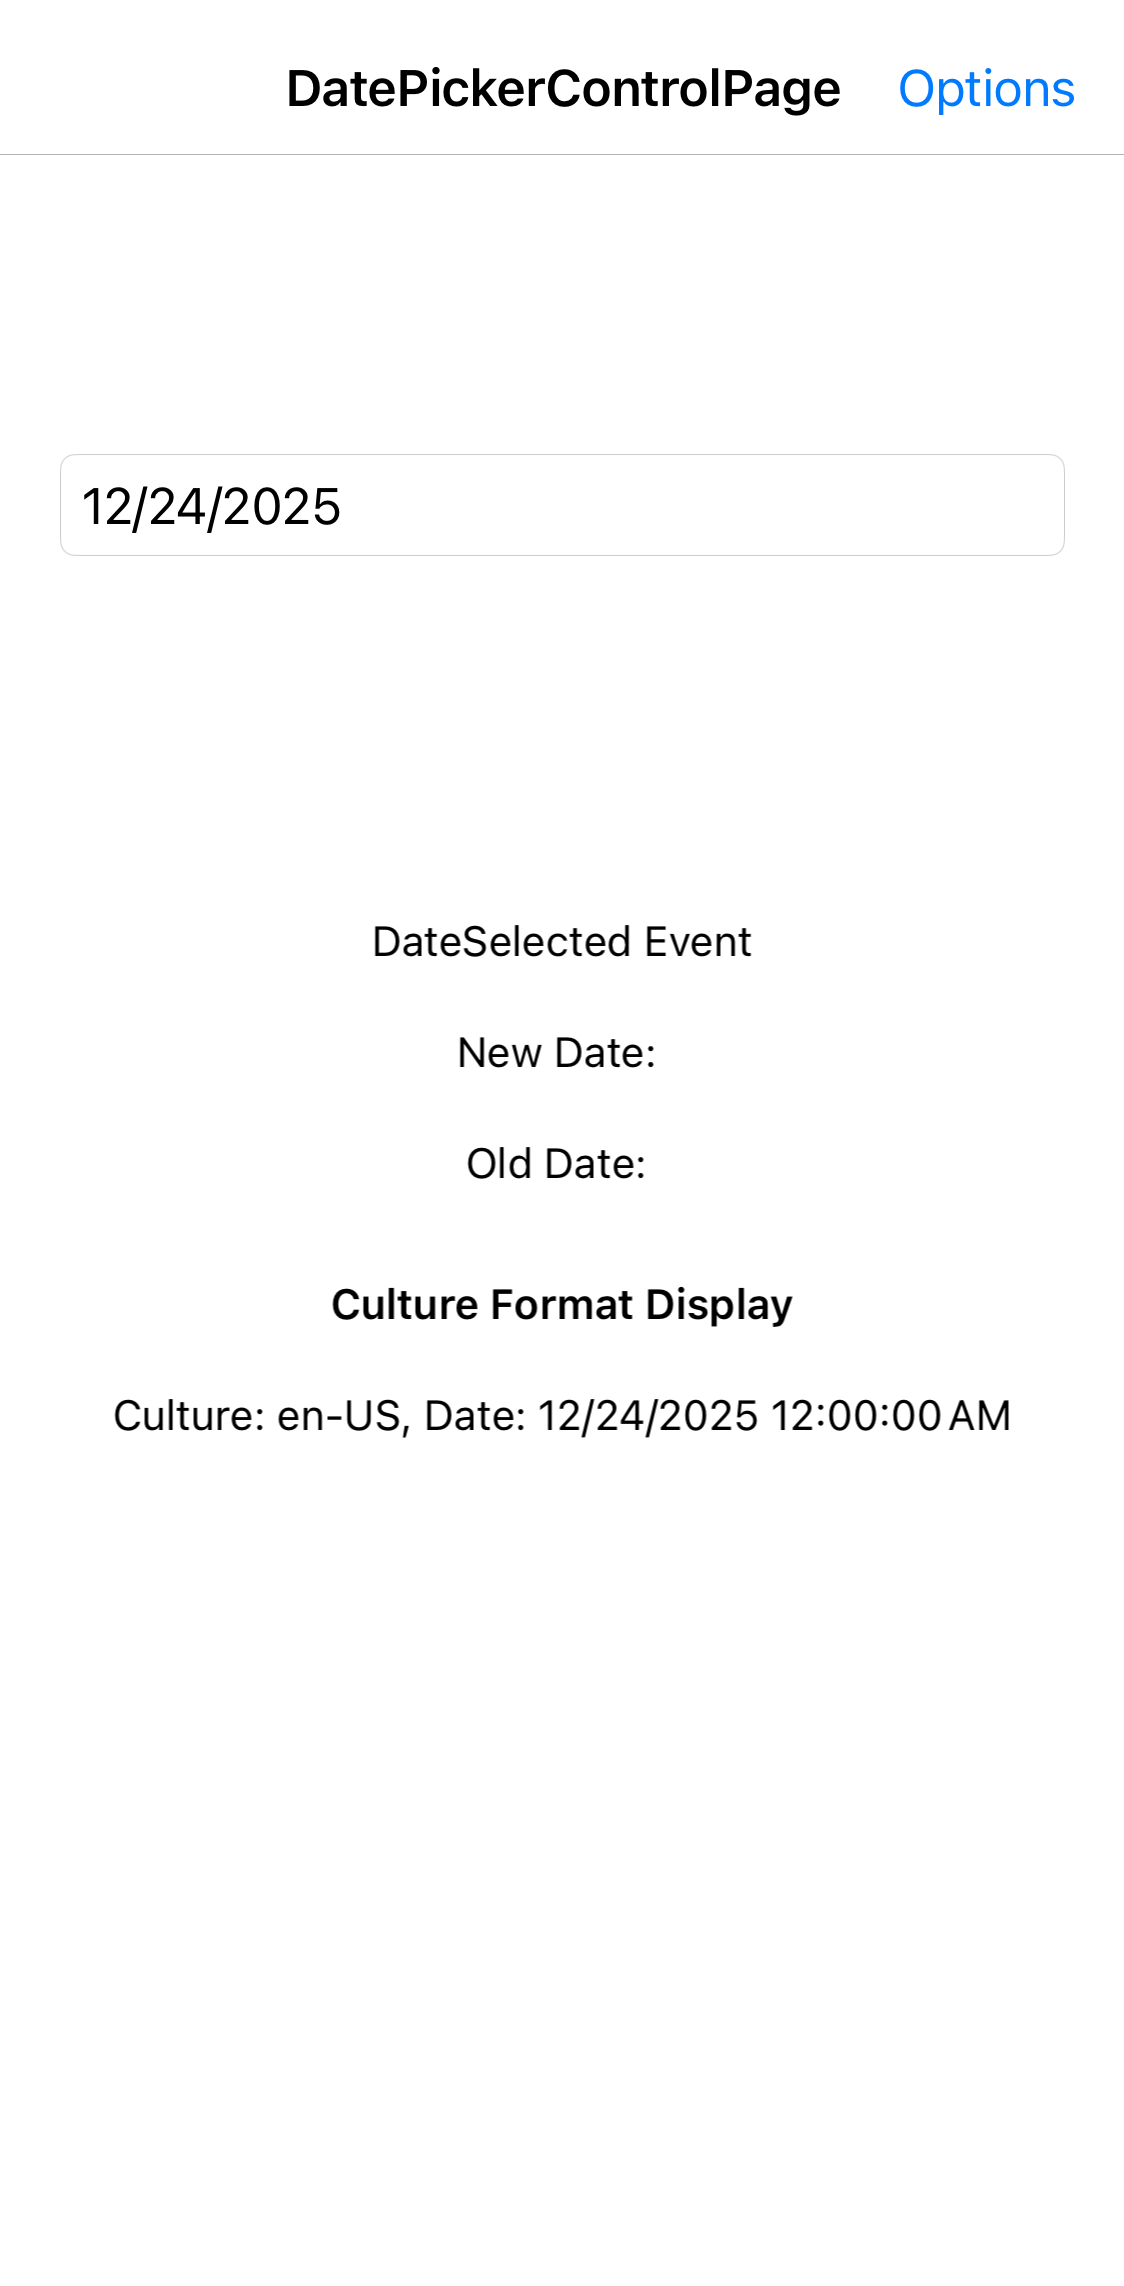 DatePickerControlPage Options
12/24/2025
DateSelected Event
New Date:
Old Date:
Culture Format Display
Culture: en-US, Date: 12/24/2025 12:00:00 AM